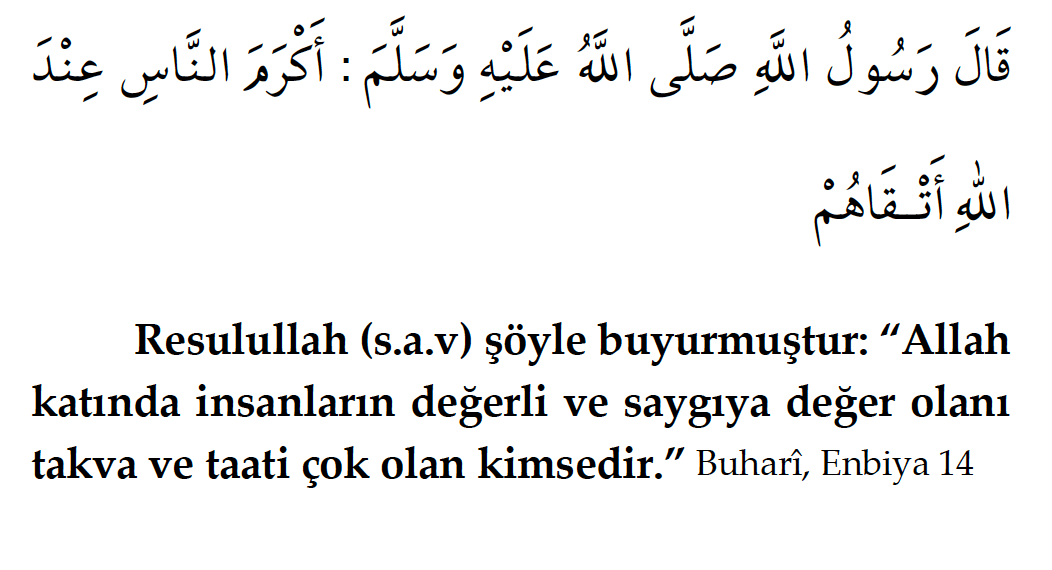 قَالَ رَسُولُ اللَّهِ صَلَّى اللَّهُ عَلَيْهِ وَسَلَّمَ : أَكْرَمَ النَّاسِ عِنْدَ
اللهِ أَتْـقَاهُمْ
Resulullah (s.a.v) şöyle buyurmuştur: “Allah
katında insanların değerli ve saygıya değer olanı
takva ve taati çok olan kimsedir.” Buharî, Enbiya 14